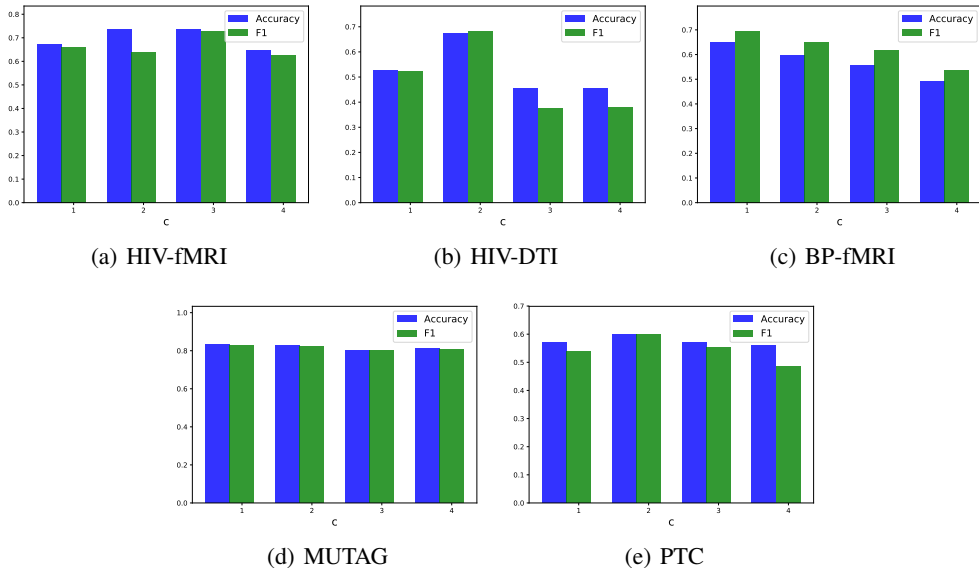 0.8
0.7
0.6
0.5
0.4
0.3
0.2
0.1
0.0
Accuracy
F1
1 2 3 4
c
(a) HIV-fMRI
0.7
0.6
0.5
0.4
0.3
0.2
0.1
0.0
Accuracy
F1
1 2 3 4
c
(b) HIV-DTI
0.7
0.6
0.5
0.4
0.3
0.2
0.1
0.0
Accuracy
F1
1 2 3 4
c
(c) BP-fMRI
1.0
0.8
0.6
0.4
0.2
0.0
Accuracy
F1
1 2 3 4
c
(d) MUTAG
0.7
0.6
0.5
0.4
0.3
0.2
0.1
0.0
Accuracy
F1
1 2 3 4
c
(e) PTC